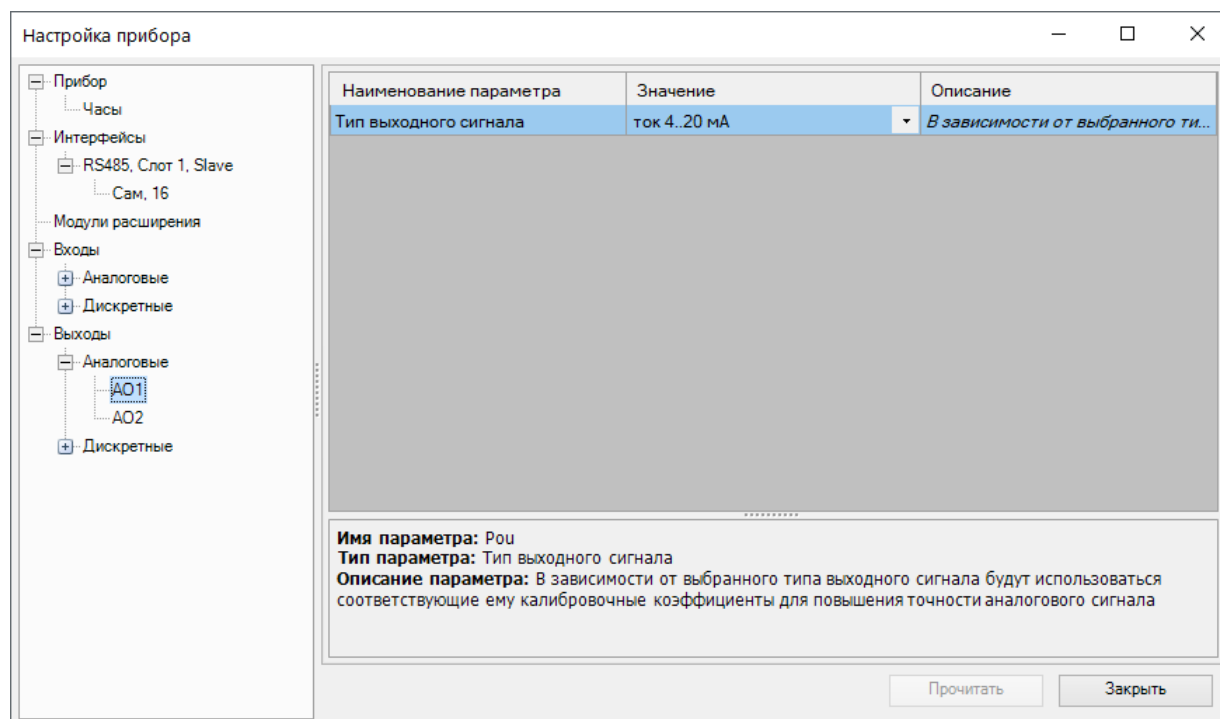 Настройка прибора
Прибор
Часы
Интерфейсы
RS485, Слот 1, Slave
Сам, 16
Модули расширения
Входы
Аналоговые
Дискретные
Выходы
Аналоговые
AO1
AO2
Дискретные
Наименование параметра Значение Описание
Тип выходного сигнала ток 4..20 мА В зависимости от выбранного ти...
Имя параметра: Pou
Тип параметра: Тип выходного сигнала
Описание параметра: В зависимости от выбранного типа выходного сигнала будут использоваться
соответствующие ему калибровочные коэффициенты для повышения точности аналогового сигнала
Прочитать Закрыть